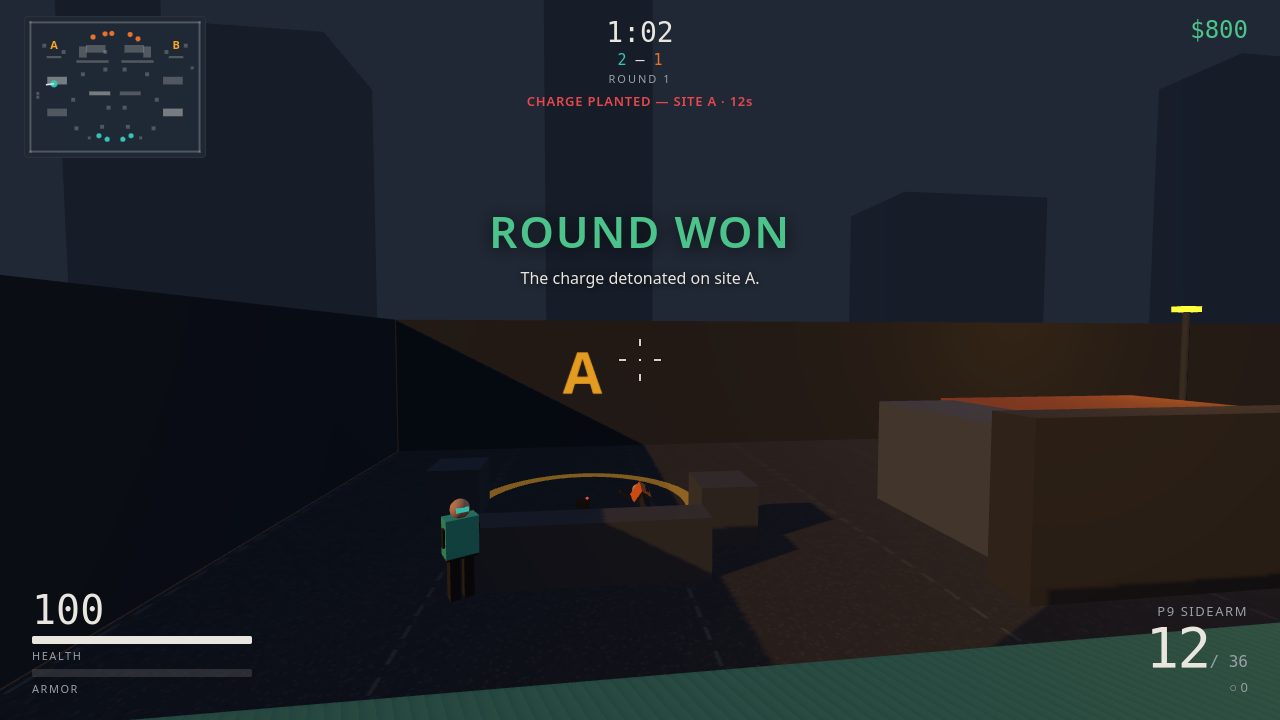 A B
1:02
2 – 1
ROUND 1
CHARGE PLANTED — SITE A · 12s
$800
ROUND WON
The charge detonated on site A.
A
100
HEALTH
ARMOR
P9 SIDEARM
12 / 36
○ 0